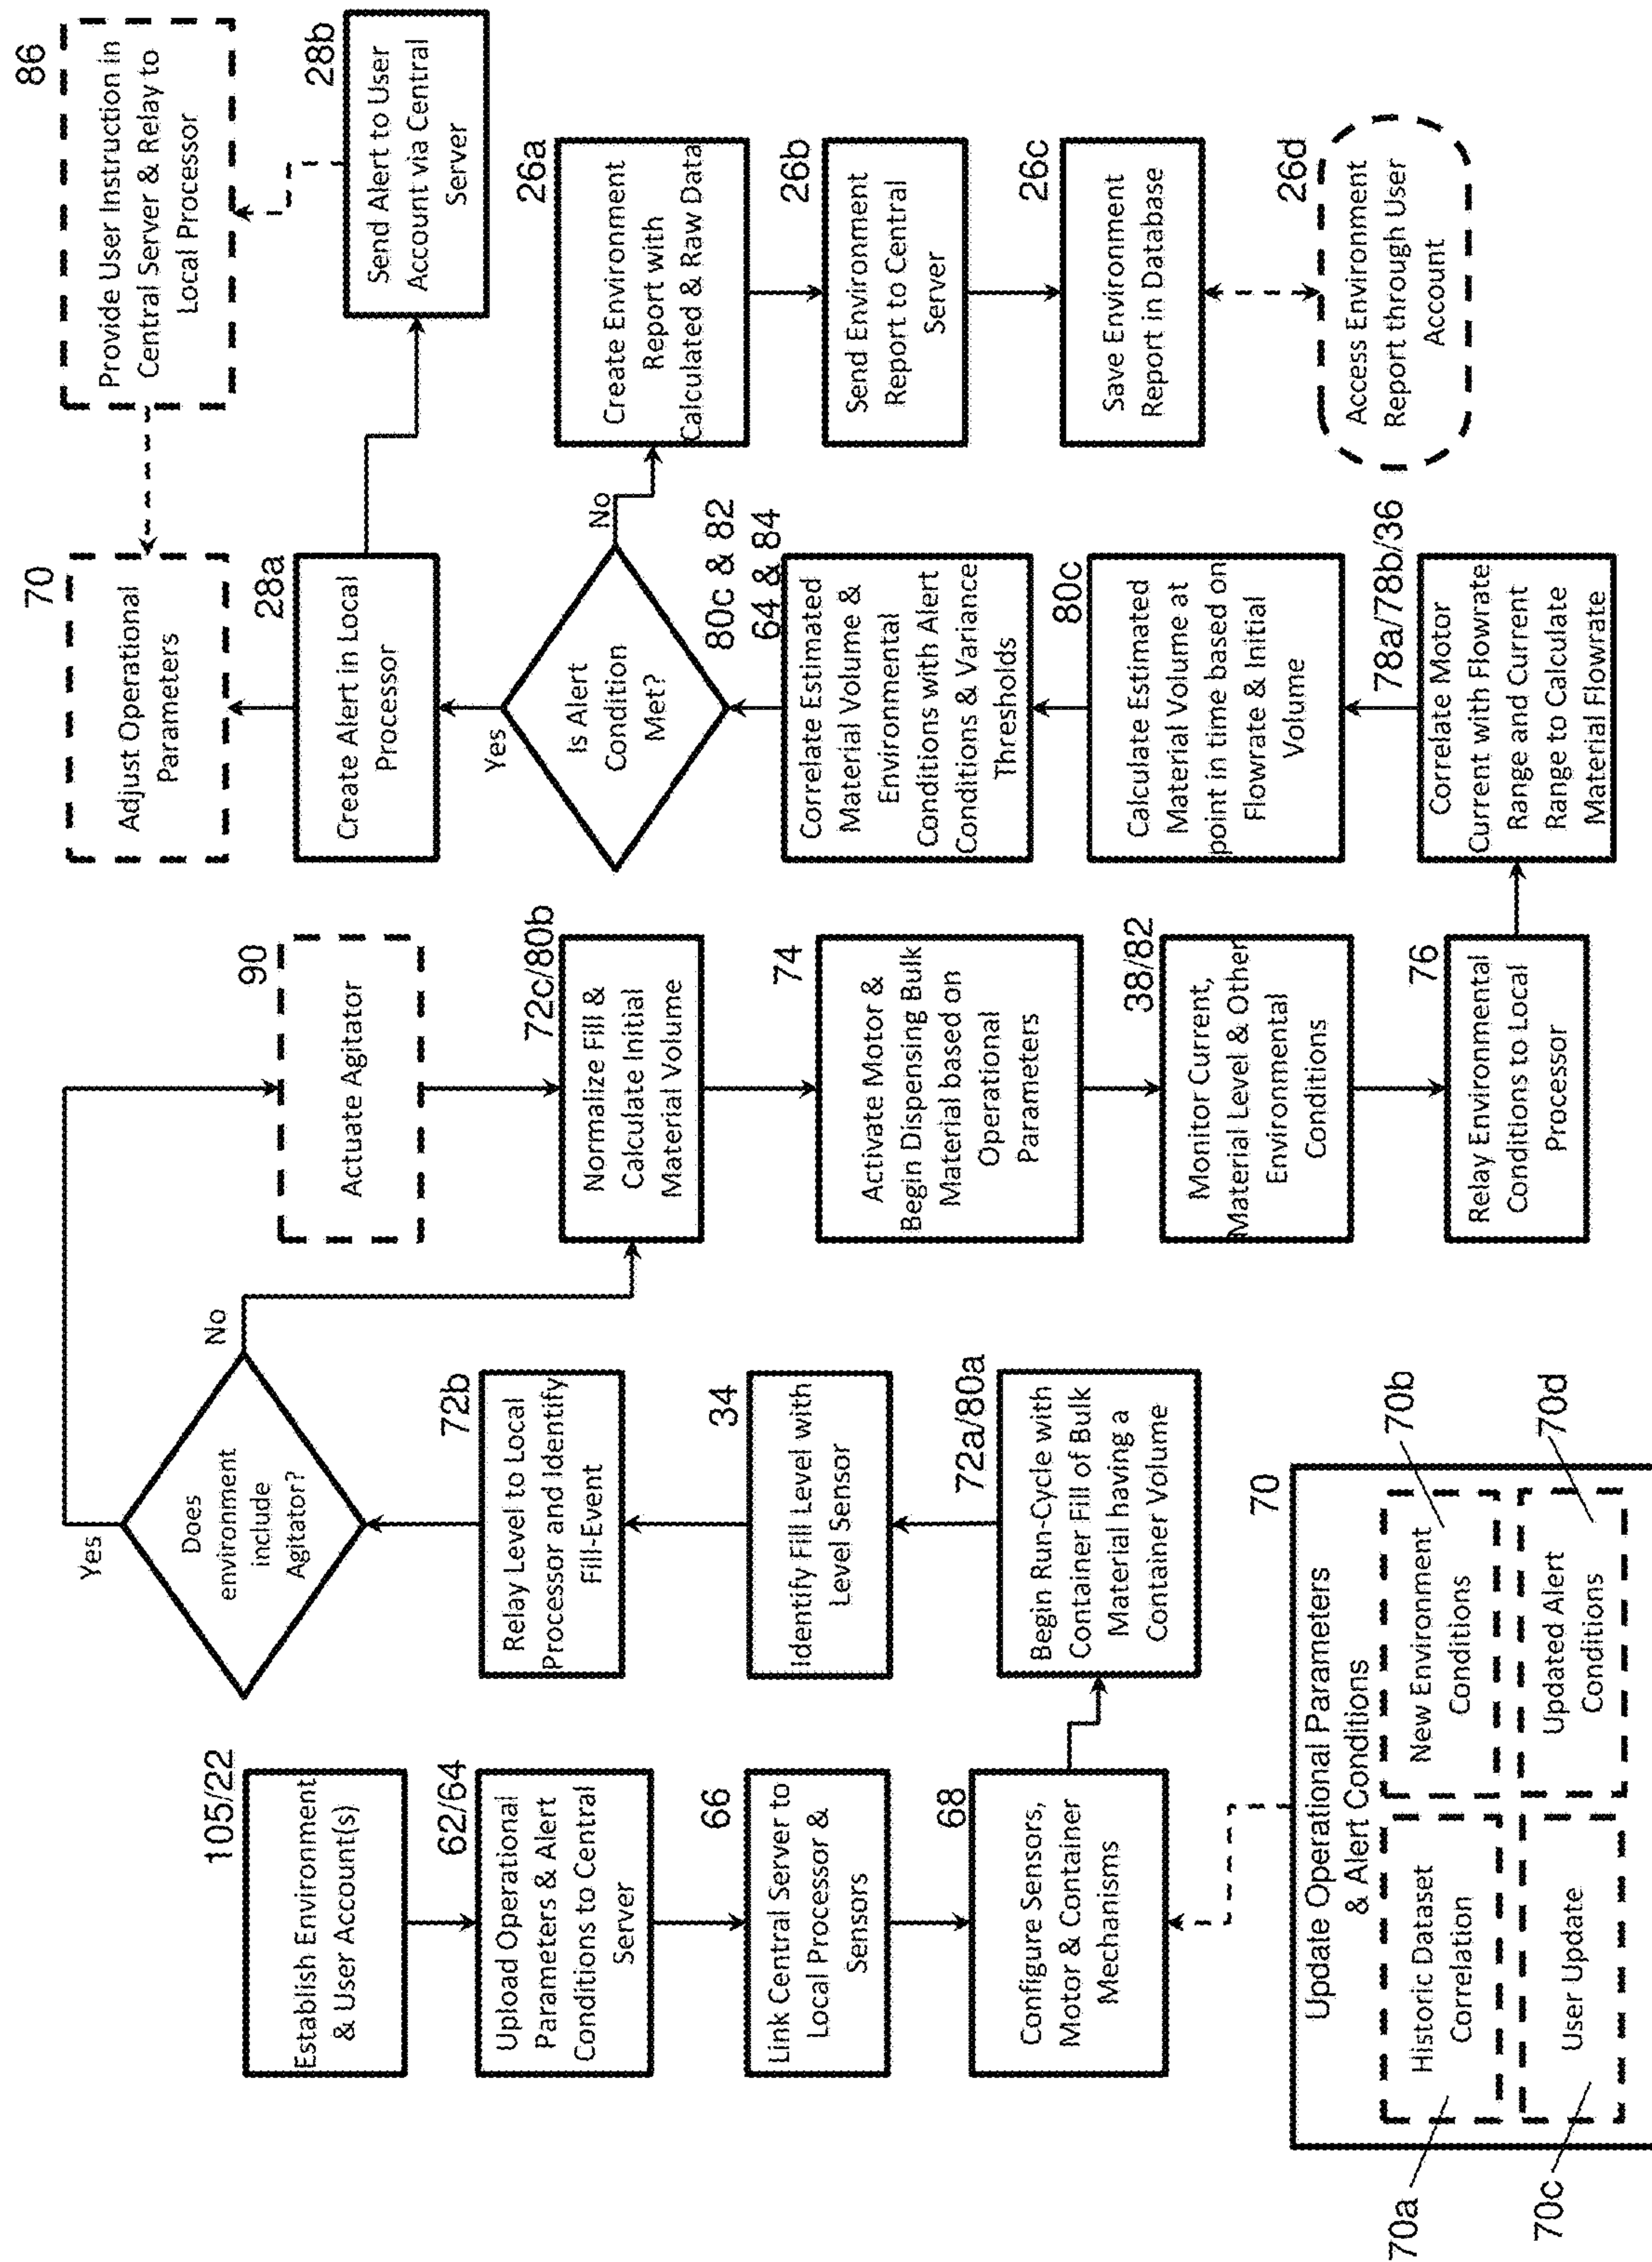 105/22
Establish Environment
& User Account(s)
62/64
Upload Operational
Parameters & Alert
Conditions to Central
Server
66
Link Central Server to
Local Processor &
Sensors
68
Configure Sensors,
Motor & Container
Mechanisms
70
Update Operational Parameters
& Alert Conditions
70a
Historic Dataset
Correlation
70b
New Environment
Conditions
70c
User Update
70d
Updated Alert
Conditions
72a/80a
Begin Run-Cycle with
Container Fill of Bulk
Material having a
Container Volume
34
Identify Fill Level with
Level Sensor
72b
Relay Level to Local
Processor and Identify
Fill-Event
Does
environment
include
Agitator?
Yes
No
90
Actuate Agitator
72c/80b
Normalize Fill &
Calculate Initial
Material Volume
74
Activate Motor &
Begin Dispensing Bulk
Material based on
Operational
Parameters
38/82
Monitor Current,
Material Level & Other
Environmental
Conditions
76
Relay Environmental
Conditions to Local
Processor
78a/78b/36
Correlate Motor
Current with Flowrate
Range and Current
Range to Calculate
Material Flowrate
80c
Calculate Estimated
Material Volume at
point in time based on
Flowrate & Initial
Volume
80c & 82
64 & 84
Correlate Estimated
Material Volume &
Environmental
Conditions with Alert
Conditions & Variance
Thresholds
Is Alert
Condition
Met?
Yes
No
28a
Create Alert in Local
Processor
70
Adjust Operational
Parameters
86
Provide User Instruction in
Central Server & Relay to
Local Processor
28b
Send Alert to User
Account via Central
Server
26a
Create Environment
Report with
Calculated & Raw Data
26b
Send Environment
Report to Central
Server
26c
Save Environment
Report in Database
26d
Access Environment
Report through User
Account